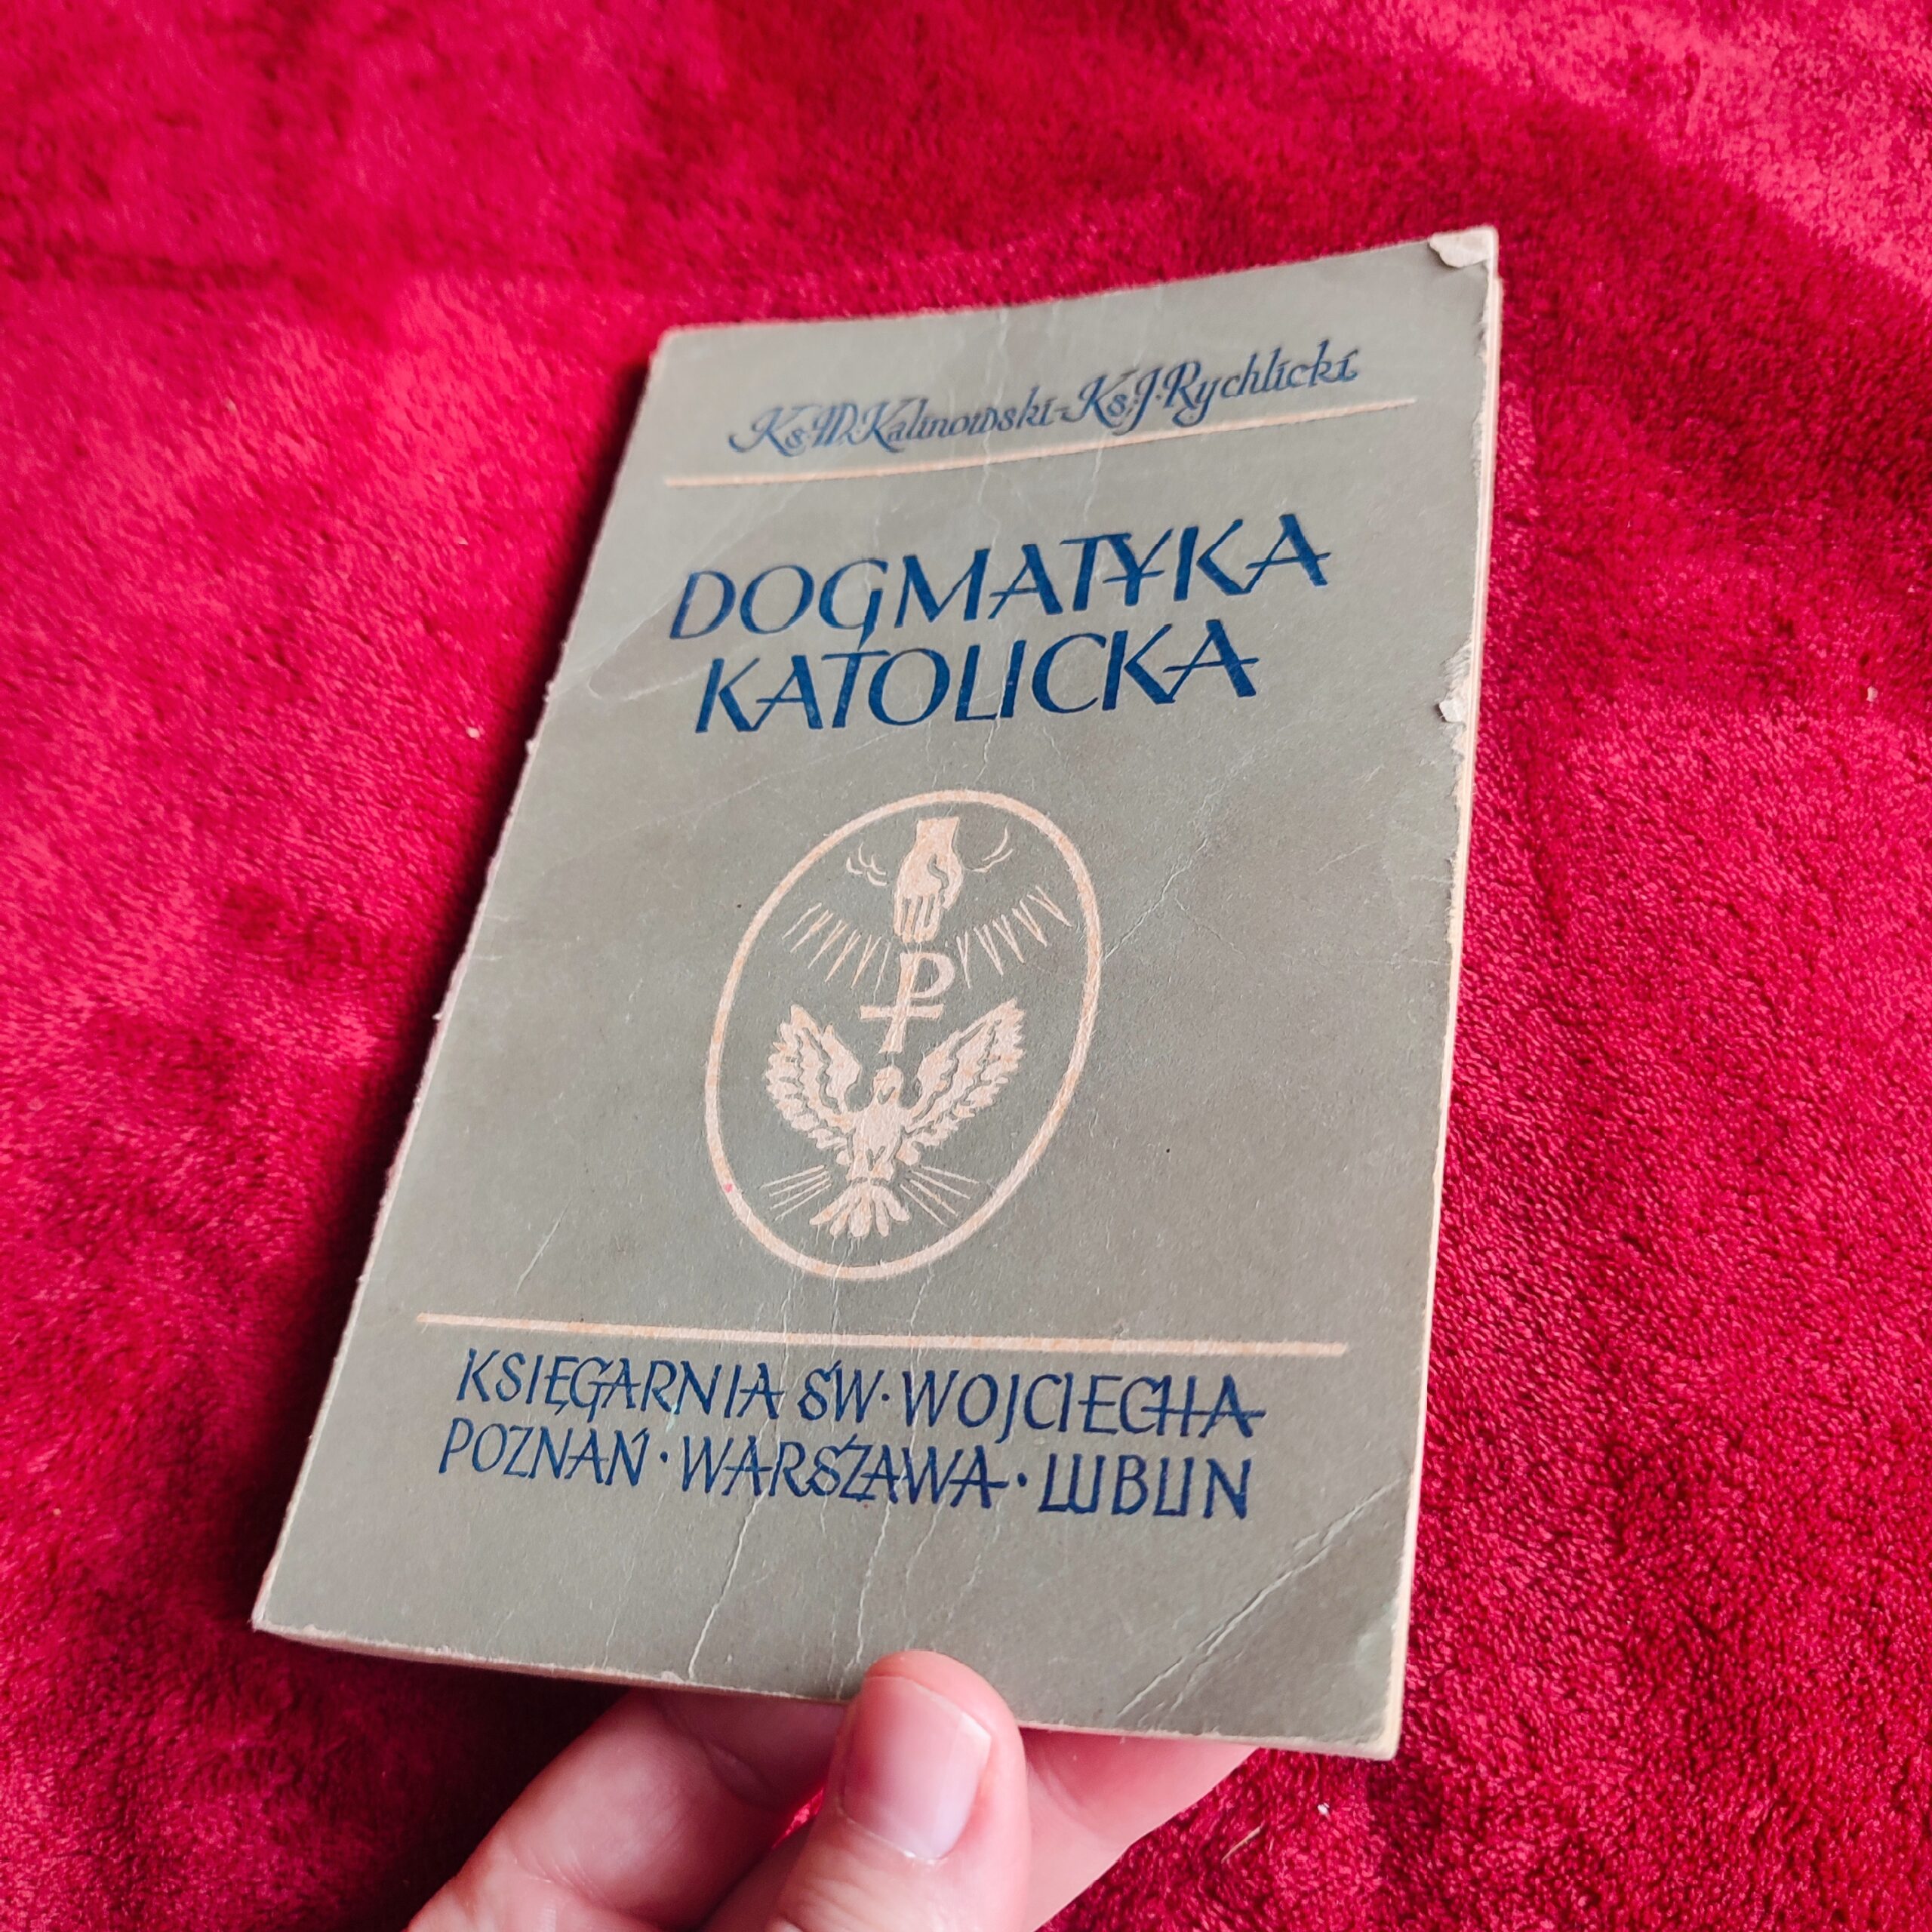 Ks. W. Kalinowski - Ks. J. Rychlicki
DOGMATYKA
KATOLICKA
KSIĘGARNIA ŚW. WOJCIECHA
POZNAŃ · WARSZAWA · LUBLIN